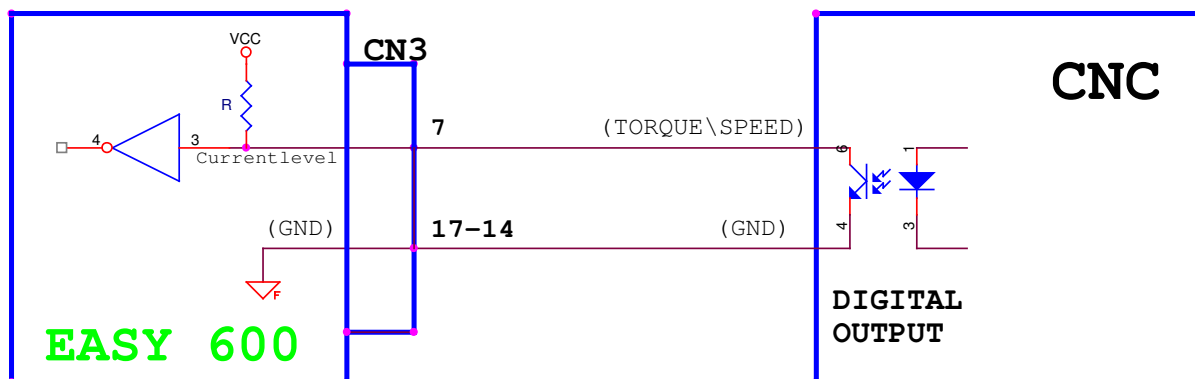 VCC
CN3
CNC
R
4
3
7
(TORQUE\SPEED)
6
1
Currentlevel
(GND)
17-14
(GND)
4
3
F
DIGITAL
OUTPUT
EASY 600